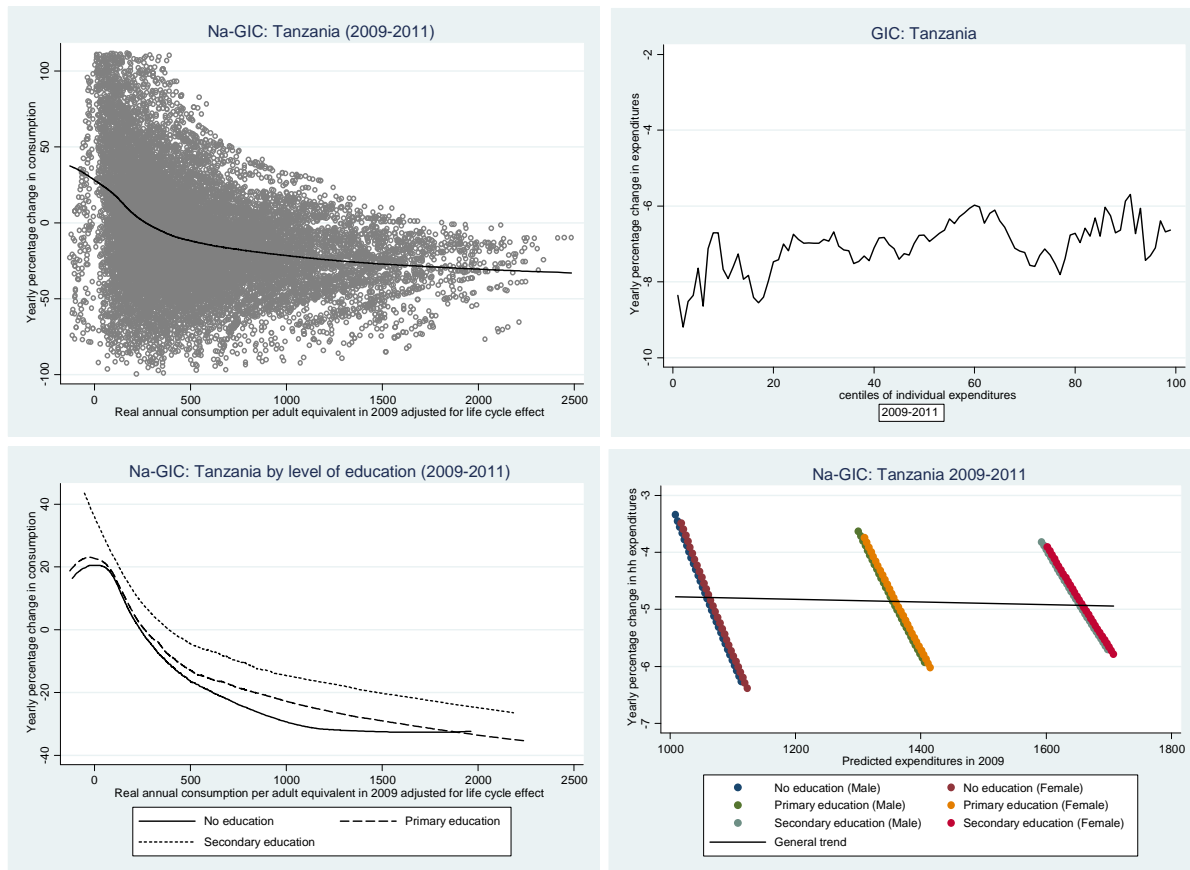 Na-GIC: Tanzania (2009-2011)
Yearly percentage change in consumption
100
50
0
-50
-100
0 500 1000 1500 2000 2500
Real annual consumption per adult equivalent in 2009 adjusted for life cycle effect
GIC: Tanzania
Yearly percentage change in expenditures
-2
-4
-6
-8
-10
0 20 40 60 80 100
centiles of individual expenditures
2009-2011
Na-GIC: Tanzania by level of education (2009-2011)
Yearly percentage change in consumption
40
20
0
-20
-40
0 500 1000 1500 2000 2500
Real annual consumption per adult equivalent in 2009 adjusted for life cycle effect
No education Primary education
Secondary education
Na-GIC: Tanzania 2009-2011
Yearly percentage change in hh expenditures
-3
-4
-5
-6
-7
1000 1200 1400 1600 1800
Predicted expenditures in 2009
No education (Male) No education (Female)
Primary education (Male) Primary education (Female)
Secondary education (Male) Secondary education (Female)
General trend